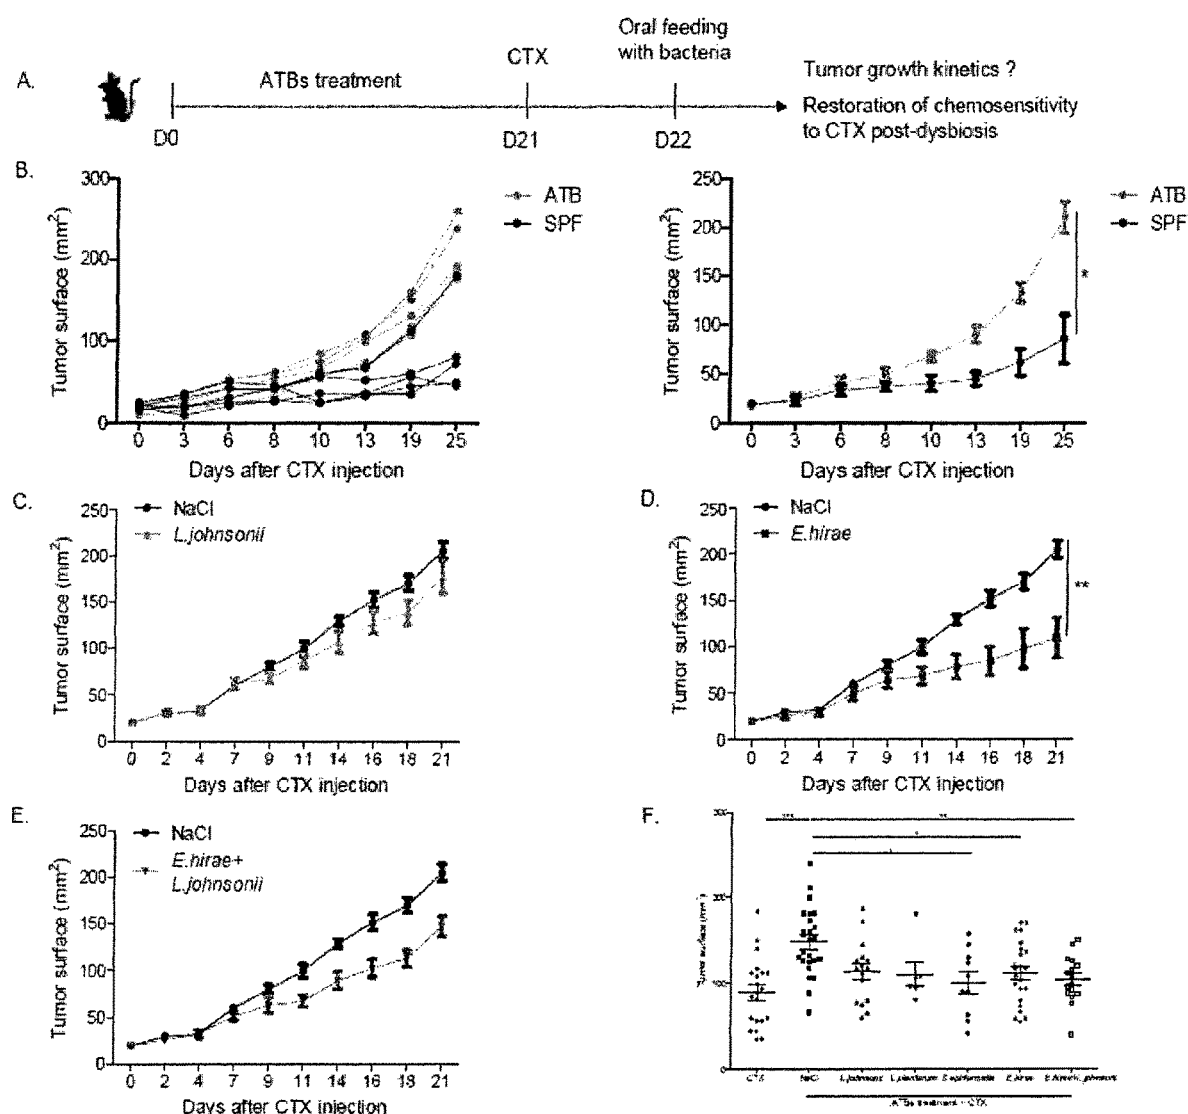 A.
ATBs treatment
CTX
Oral feeding
with bacteria
D0
D21
D22
Tumor growth kinetics ?
Restoration of chemosensitivity
to CTX post-dysbiosis
B.
Tumor surface (mm2)
300
200
100
0
ATB
SPF
0 3 6 8 10 13 19 25
Days after CTX injection
Tumor surface (mm2)
250
200
150
100
50
0
ATB
SPF
*
0 3 6 8 10 13 19 25
Days after CTX injection
C.
Tumor surface (mm2)
250
200
150
100
50
0
NaCl
L.johnsonii
0 2 4 7 9 11 14 16 18 21
Days after CTX injection
D.
Tumor surface (mm2)
250
200
150
100
50
0
NaCl
E.hirae
**
0 2 4 7 9 11 14 16 18 21
Days after CTX injection
E.
Tumor surface (mm2)
250
200
150
100
50
0
NaCl
E.hirae+
L.johnsonii
0 2 4 7 9 11 14 16 18 21
Days after CTX injection
F.
Tumor surface
300
***
**
CTX NaCl
ATBs treatment + CTX